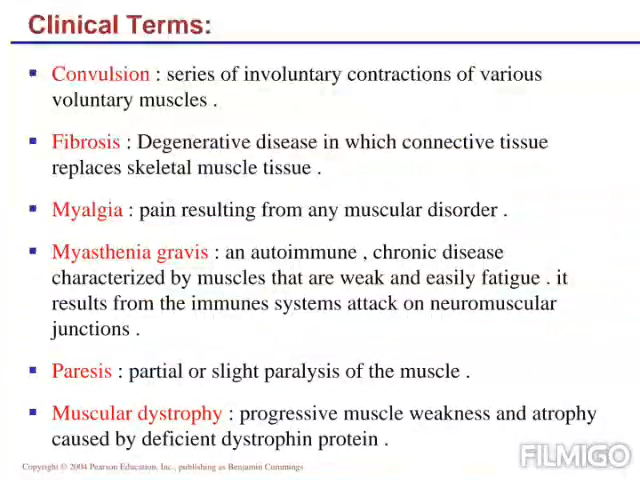 Clinical Terms:
▪ Convulsion : series of involuntary contractions of various
voluntary muscles .
▪ Fibrosis : Degenerative disease in which connective tissue
replaces skeletal muscle tissue .
▪ Myalgia : pain resulting from any muscular disorder .
▪ Myasthenia gravis : an autoimmune , chronic disease
characterized by muscles that are weak and easily fatigue . it
results from the immunes systems attack on neuromuscular
junctions .
▪ Paresis : partial or slight paralysis of the muscle .
▪ Muscular dystrophy : progressive muscle weakness and atrophy
caused by deficient dystrophin protein .
Copyright © 2004 Pearson Education, Inc., publishing as Benjamin Cummings
FILMIGO